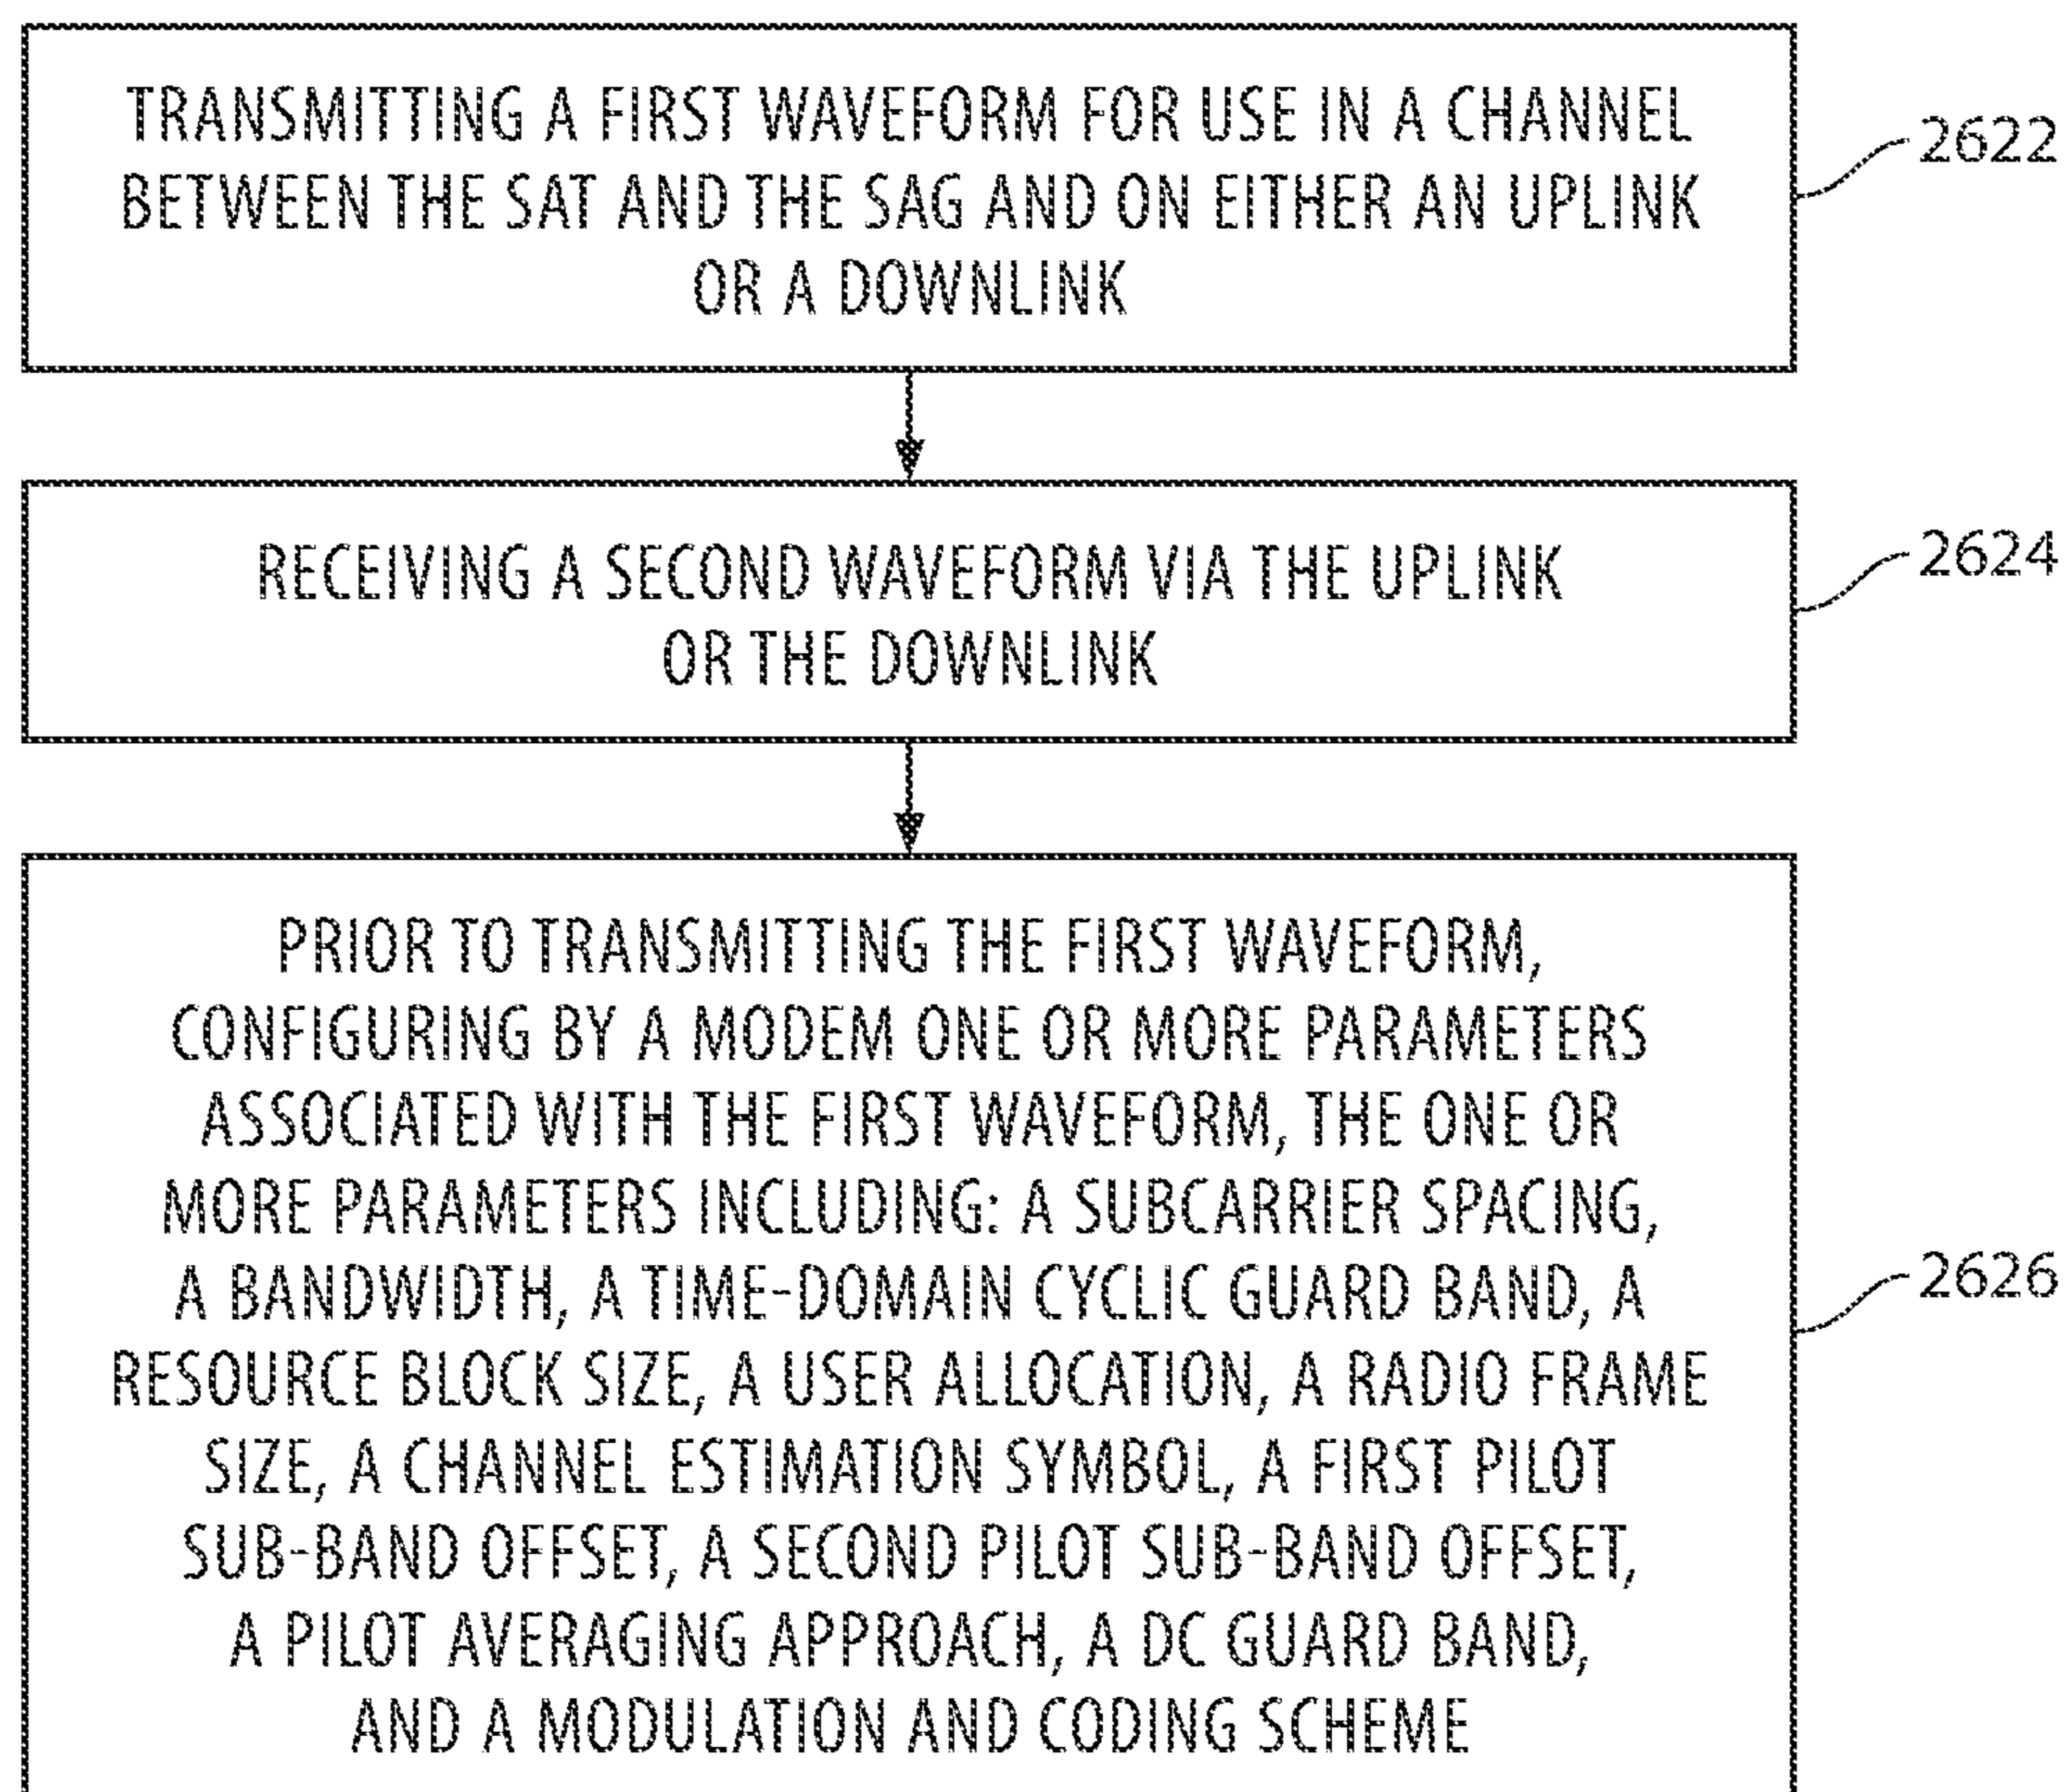 TRANSMITTING A FIRST WAVEFORM FOR USE IN A CHANNEL
BETWEEN THE SAT AND THE SAG AND ON EITHER AN UPLINK
OR A DOWNLINK
2622
RECEIVING A SECOND WAVEFORM VIA THE UPLINK
OR THE DOWNLINK
2624
PRIOR TO TRANSMITTING THE FIRST WAVEFORM,
CONFIGURING BY A MODEM ONE OR MORE PARAMETERS
ASSOCIATED WITH THE FIRST WAVEFORM, THE ONE OR
MORE PARAMETERS INCLUDING: A SUBCARRIER SPACING,
A BANDWIDTH, A TIME-DOMAIN CYCLIC GUARD BAND, A
RESOURCE BLOCK SIZE, A USER ALLOCATION, A RADIO FRAME
SIZE, A CHANNEL ESTIMATION SYMBOL, A FIRST PILOT
SUB-BAND OFFSET, A SECOND PILOT SUB-BAND OFFSET,
A PILOT AVERAGING APPROACH, A DC GUARD BAND,
AND A MODULATION AND CODING SCHEME
2626